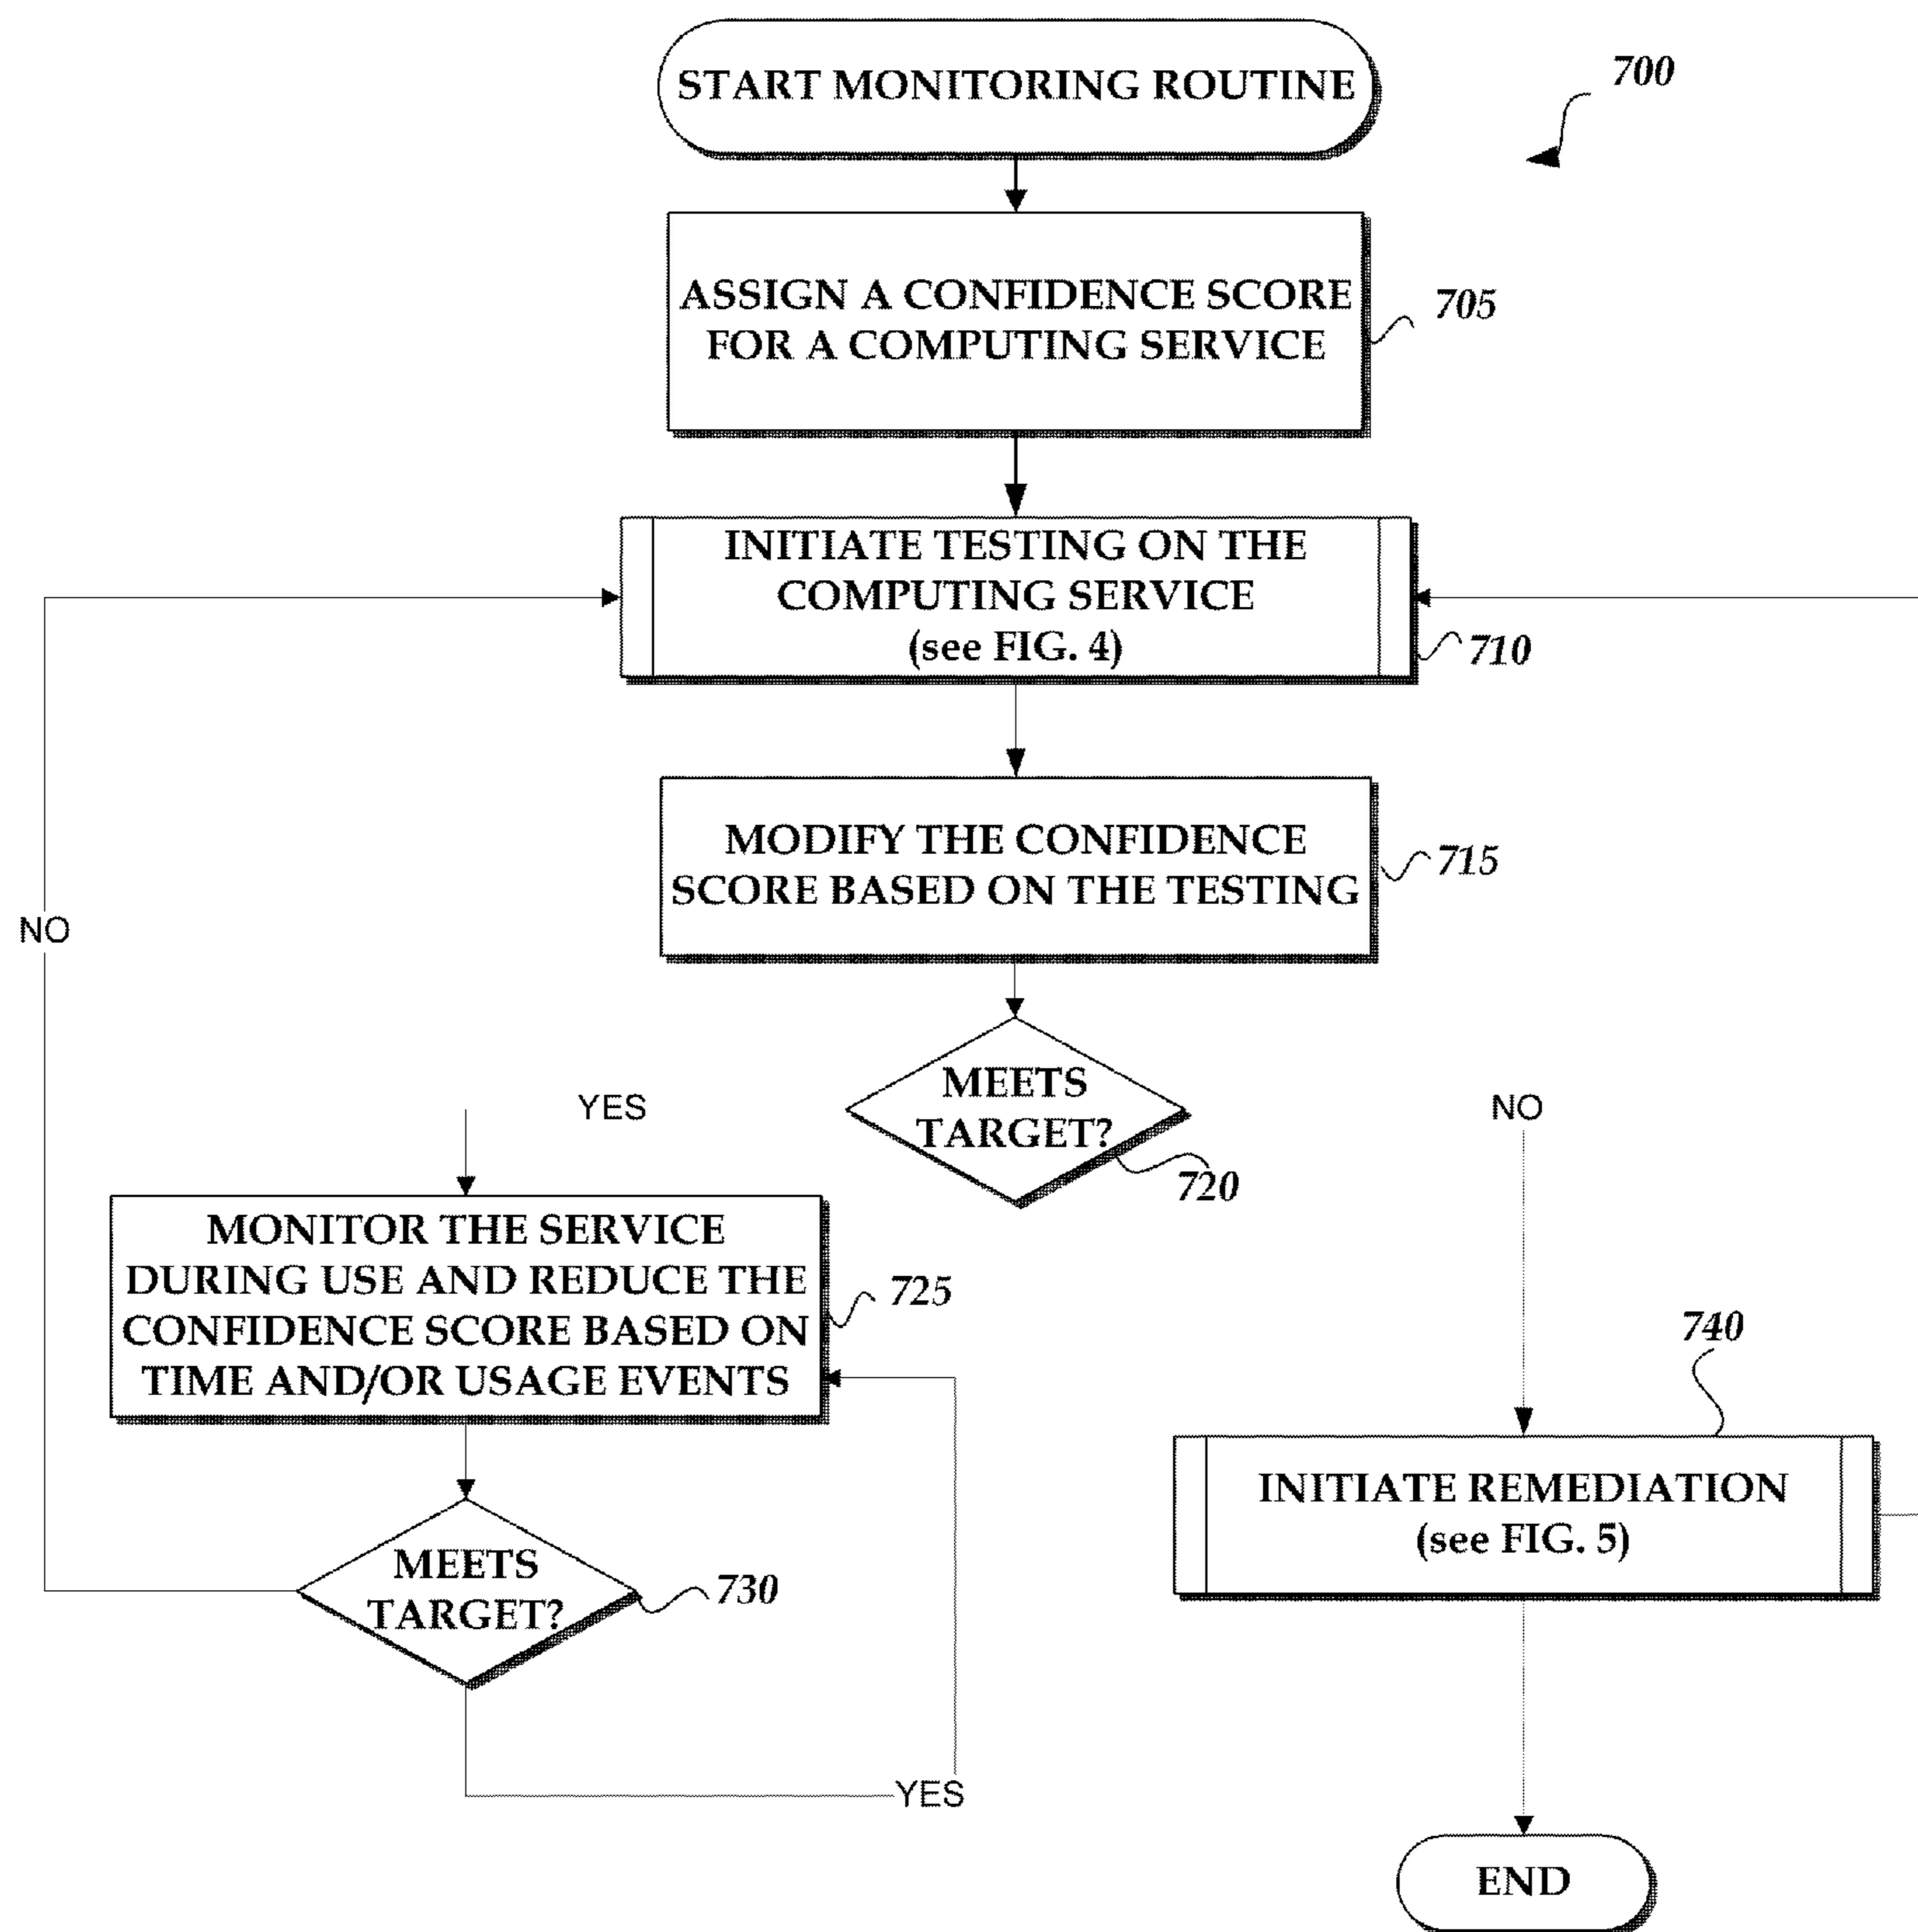 START MONITORING ROUTINE
700
ASSIGN A CONFIDENCE SCORE
FOR A COMPUTING SERVICE
705
INITIATE TESTING ON THE
COMPUTING SERVICE
(see FIG. 4)
710
MODIFY THE CONFIDENCE
SCORE BASED ON THE TESTING
715
NO
MEETS
TARGET?
720
YES
NO
MONITOR THE SERVICE
DURING USE AND REDUCE THE
CONFIDENCE SCORE BASED ON
TIME AND/OR USAGE EVENTS
725
740
INITIATE REMEDIATION
(see FIG. 5)
MEETS
TARGET?
730
YES
END